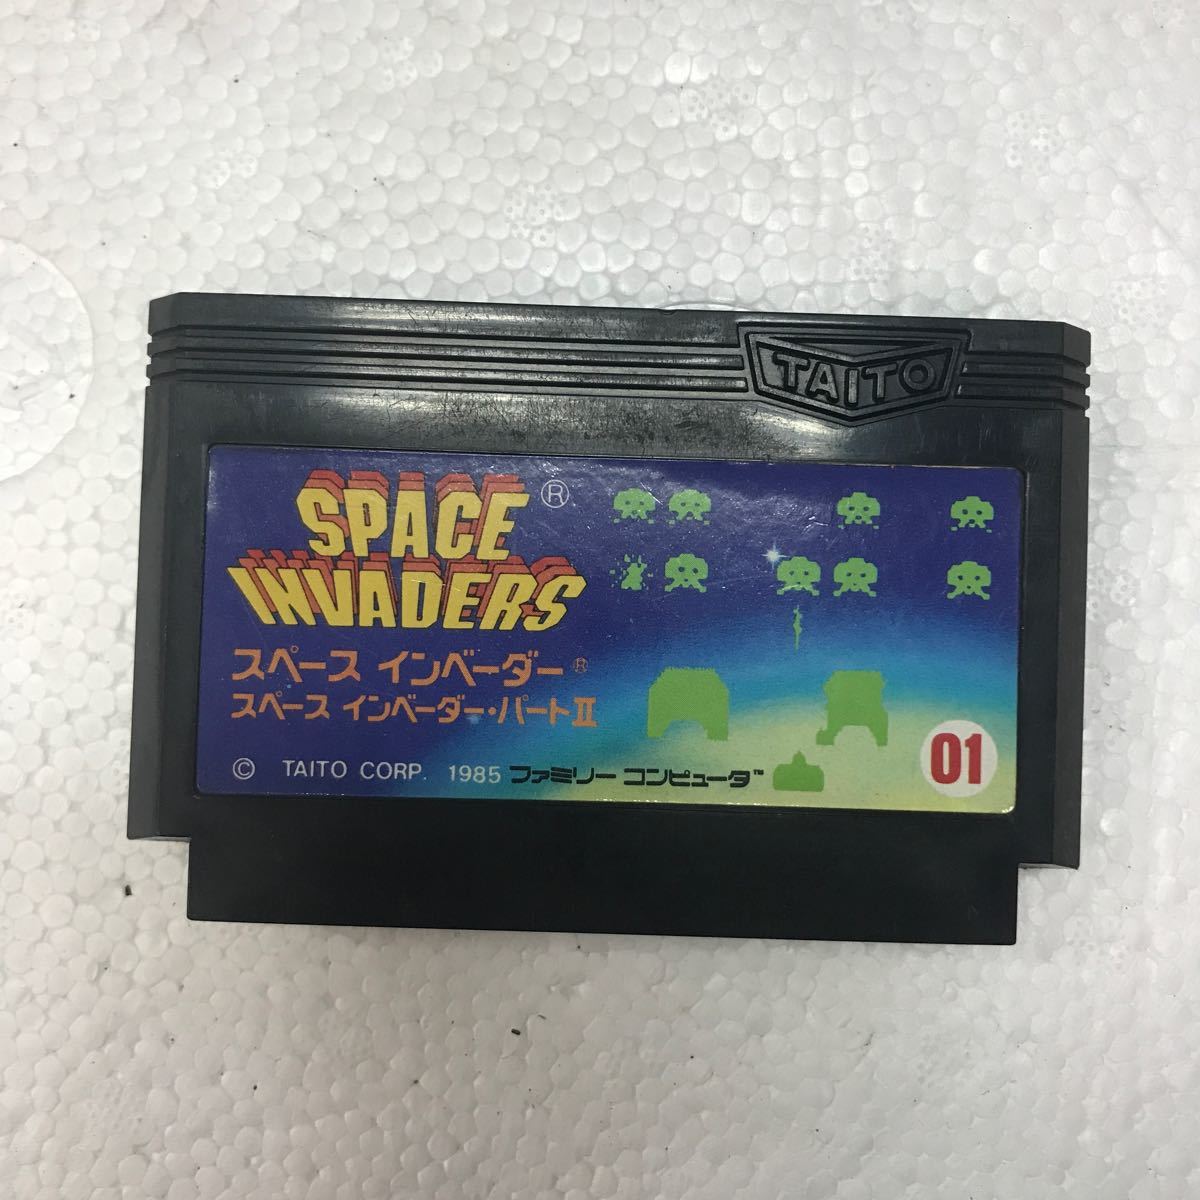 TAITO
SPACE ®
INVADERS
スペース インベーダー®
スペース インベーダー・パートII
© TAITO CORP. 1985 ファミリー コンピュータ™
01